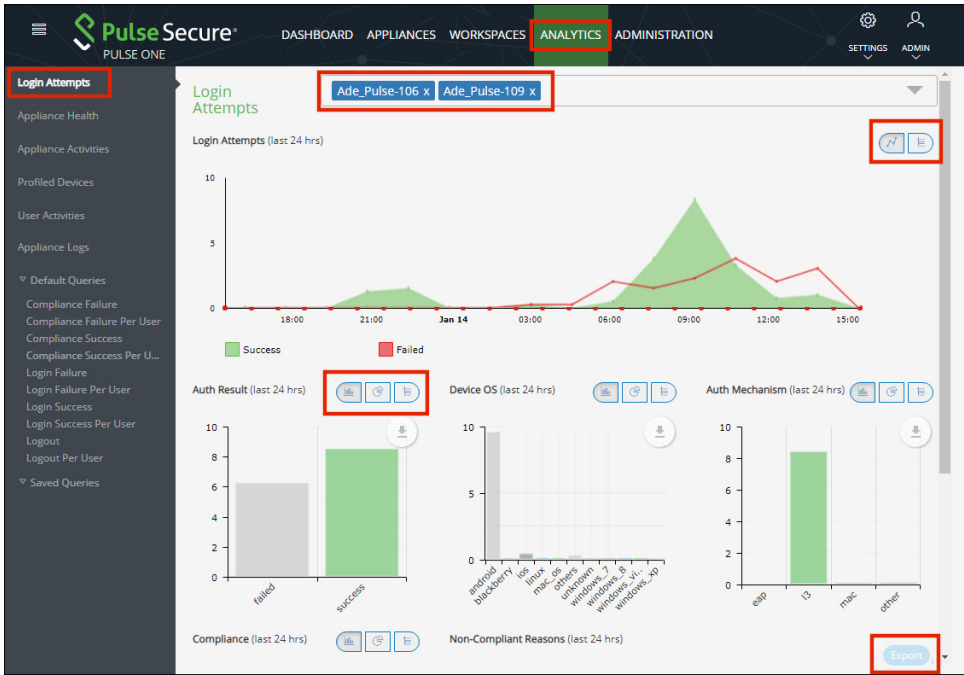 Pulse Secure®
PULSE ONE
DASHBOARD APPLIANCES WORKSPACES ANALYTICS ADMINISTRATION
SETTINGS ADMIN
Login Attempts
Appliance Health
Appliance Activities
Profiled Devices
User Activities
Appliance Logs
Default Queries
Compliance Failure
Compliance Failure Per User
Compliance Success
Compliance Success Per U...
Login Failure
Login Failure Per User
Login Success
Login Success Per User
Logout
Logout Per User
Saved Queries
Login
Attempts
Ade_Pulse-106 x Ade_Pulse-109 x
Login Attempts (last 24 hrs)
10
5
0
18:00 21:00 Jan 14 03:00 06:00 09:00 12:00 15:00
Success Failed
Auth Result (last 24 hrs)
10
8
6
4
2
0
failed success
Device OS (last 24 hrs)
10
5
0
android blackberry ios linux mac_os others unknown windows_7 windows_8 windows_vi.. windows_xp
Auth Mechanism (last 24 hrs)
10
8
6
4
2
0
eap l3 mac other
Compliance (last 24 hrs)
Non-Compliant Reasons (last 24 hrs)
Export